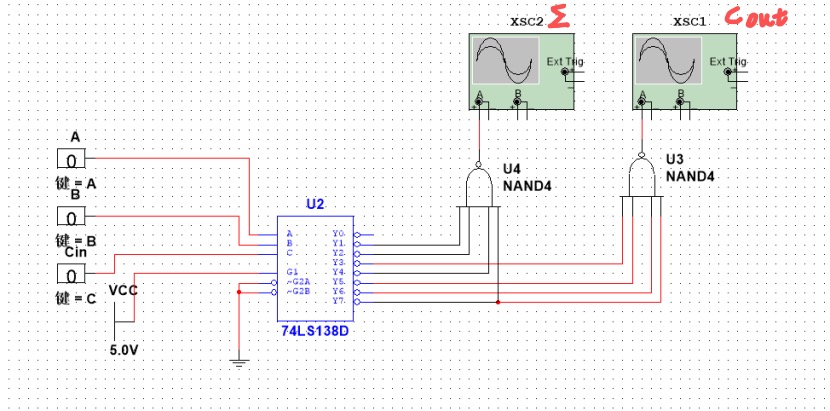 XSC2 Σ
XSC1 Cout
Ext Trig
+
A
B
Ext Trig
+
A
B
A
0
键 = A
B
0
键 = B
Cin
0
键 = C
VCC
5.0V
U2
A
B
C
G1
~G2A
~G2B
Y0
Y1
Y2
Y3
Y4
Y5
Y6
Y7
74LS138D
U4
NAND4
U3
NAND4